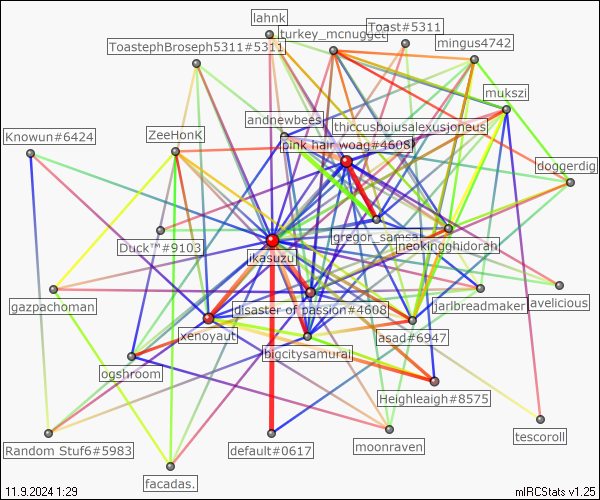 lahnk
turkey_mcnugget
Toast#5311
ToastephBroseph5311#5311
mingus4742
mukszi
andnewbees
thiccusboiusalexusjoneus
Knowun#6424
ZeeHonK
pink hair woag#4608
doggerdig
gregor_samsa
neokingghidorah
Duck™#9103
ikasuzu
gazpachoman
disaster of passion#4608
jarlbreadmaker
avelicious
xenoyaut
asad#6947
bigcitysamurai
ogshroom
Heighleaigh#8575
Random Stuf6#5983
default#0617
moonraven
tescoroll
facadas.
11.9.2024 1:29
mIRCStats v1.25